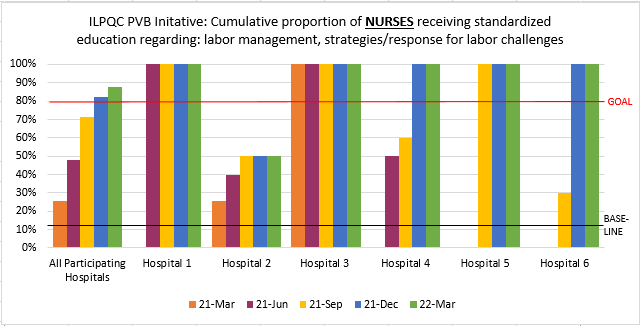 ILPQC PVB Initative: Cumulative proportion of NURSES receiving standardized
education regarding: labor management, strategies/response for labor challenges
100%
90%
80%
70%
60%
50%
40%
30%
20%
10%
0%
GOAL
BASE-
LINE
All Participating
Hospitals
Hospital 1
Hospital 2
Hospital 3
Hospital 4
Hospital 5
Hospital 6
21-Mar
21-Jun
21-Sep
21-Dec
22-Mar